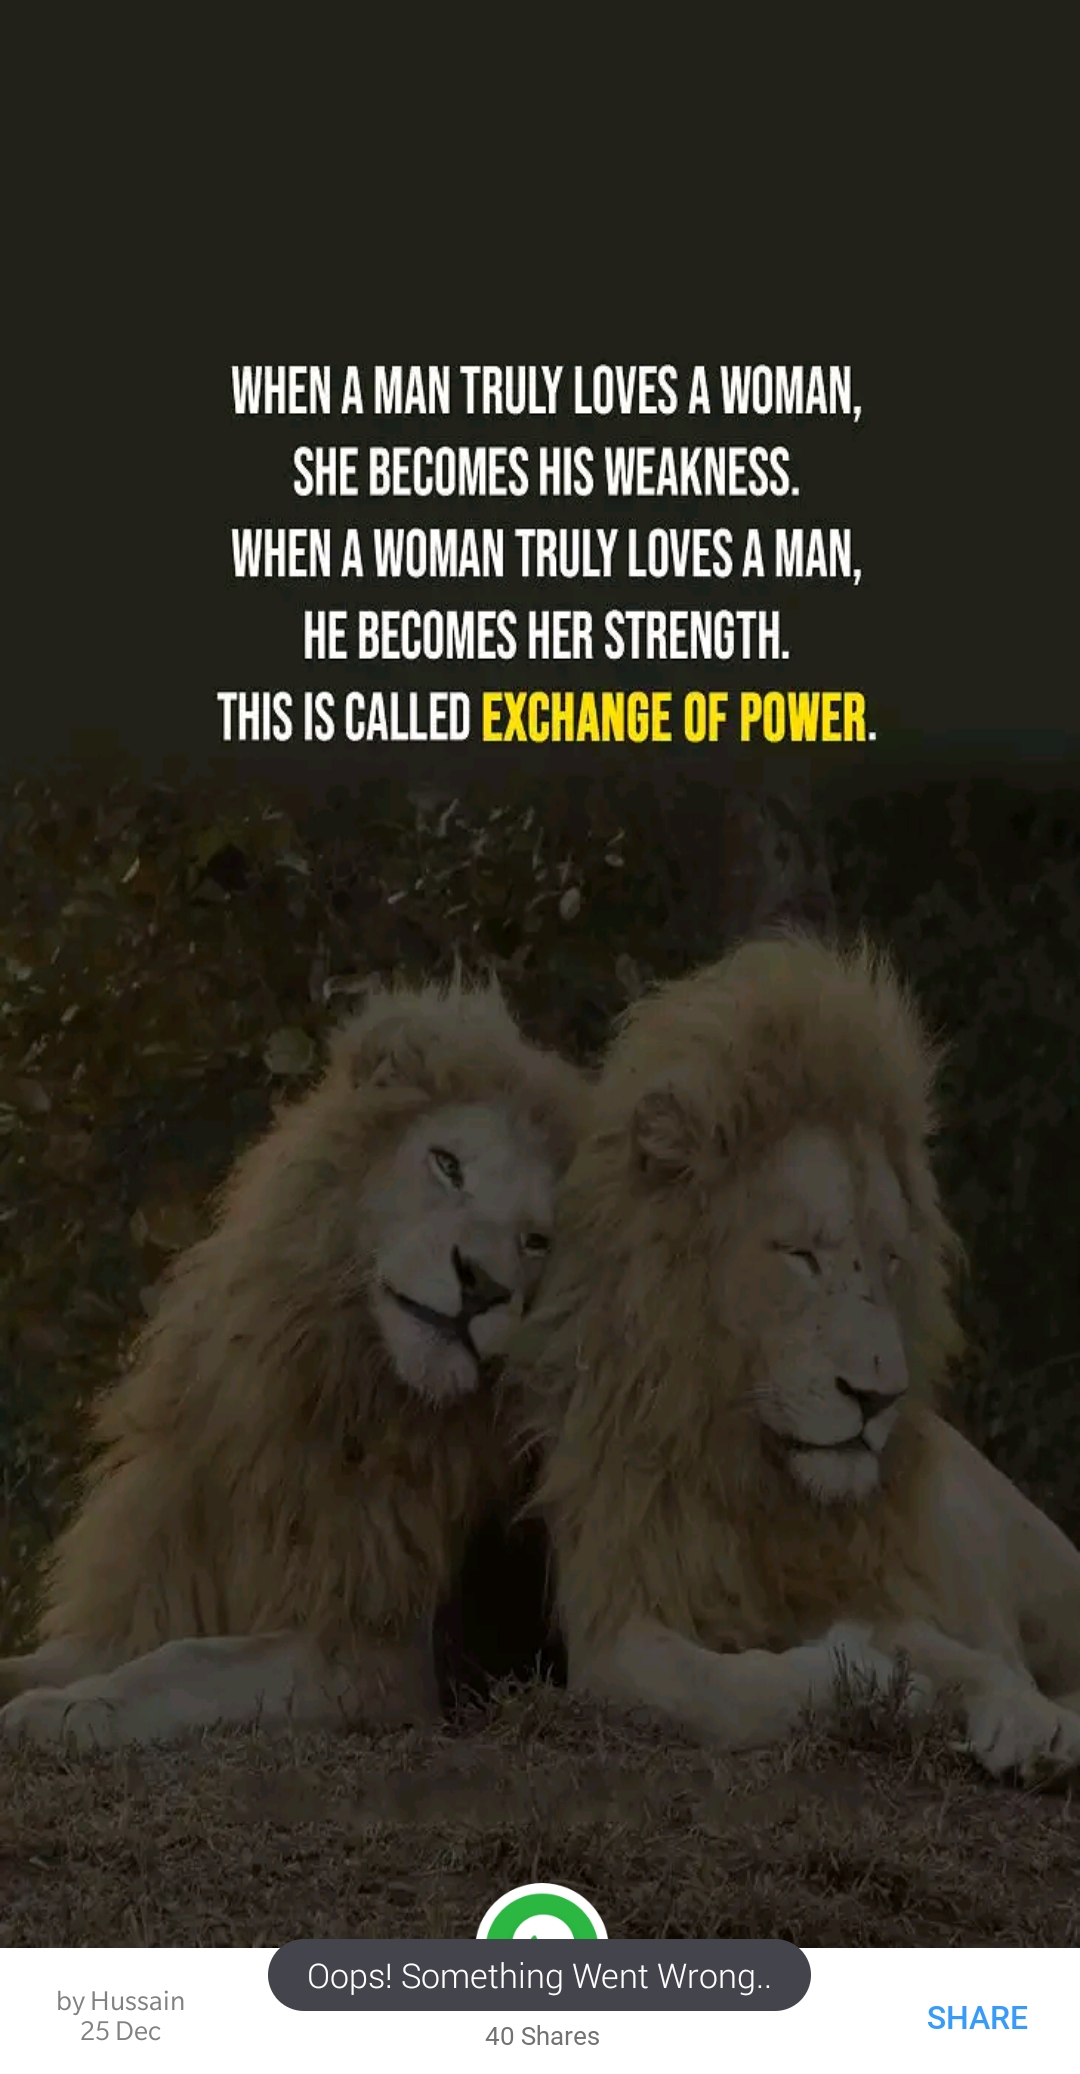 WHEN A MAN TRULY LOVES A WOMAN,
SHE BECOMES HIS WEAKNESS.
WHEN A WOMAN TRULY LOVES A MAN,
HE BECOMES HER STRENGTH.
THIS IS CALLED EXCHANGE OF POWER.
Oops! Something Went Wrong..
by Hussain
25 Dec
40 Shares
SHARE